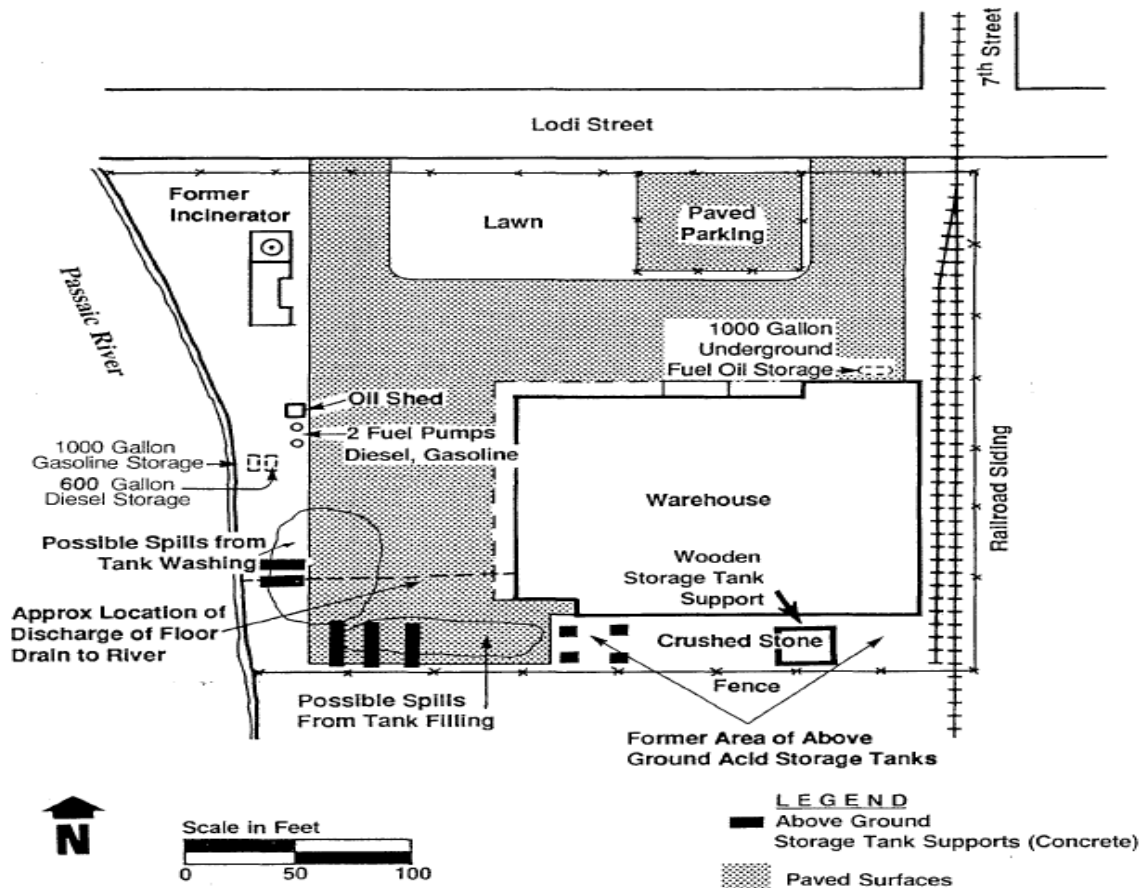 7th Street
Lodi Street
Former
Incinerator
Lawn
Paved
Parking
Passaic River
1000 Gallon
Underground
Fuel Oil Storage
Oil Shed
2 Fuel Pumps
Diesel, Gasoline
1000 Gallon
Gasoline Storage
600 Gallon
Diesel Storage
Warehouse
Railroad Siding
Possible Spills from
Tank Washing
Wooden
Storage Tank
Support
Approx Location of
Discharge of Floor
Drain to River
Crushed Stone
Fence
Possible Spills
From Tank Filling
Former Area of Above
Ground Acid Storage Tanks
N
Scale in Feet
0 50 100
LEGEND
Above Ground
Storage Tank Supports (Concrete)
Paved Surfaces